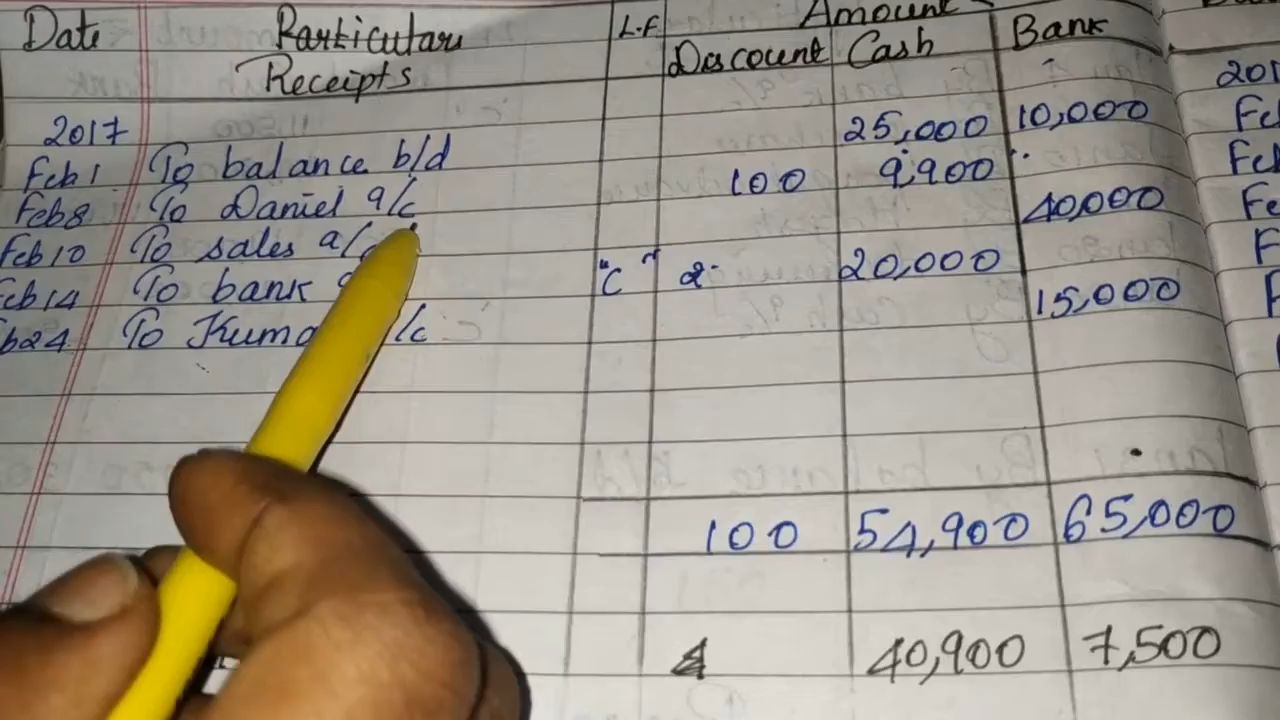 Date Particulars L.F Amount
Receipts Discount Cash Bank
2017 25,000 10,000
Feb 1 To balance b/d 100 9,900
Feb 8 To Daniel a/c 40,000
Feb 10 To sales "C" 20,000
Feb 14 To bank 15,000
To
100 54,900 65,000
40,900 7,500